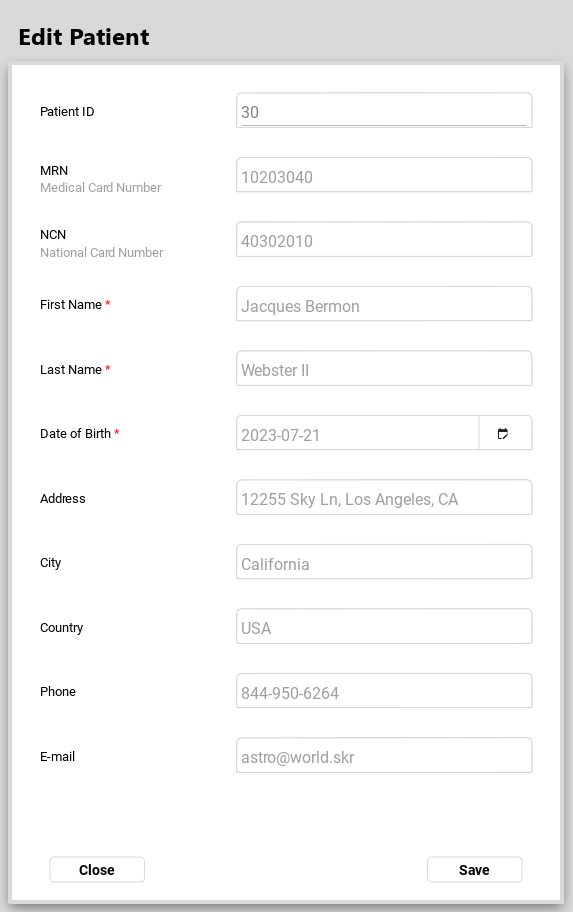 Edit Patient
Patient ID 30
MRN
Medical Card Number 10203040
NCN
National Card Number 40302010
First Name * Jacques Bermon
Last Name * Webster II
Date of Birth * 2023-07-21
Address 12255 Sky Ln, Los Angeles, CA
City California
Country USA
Phone 844-950-6264
E-mail astro@world.skr
Close Save